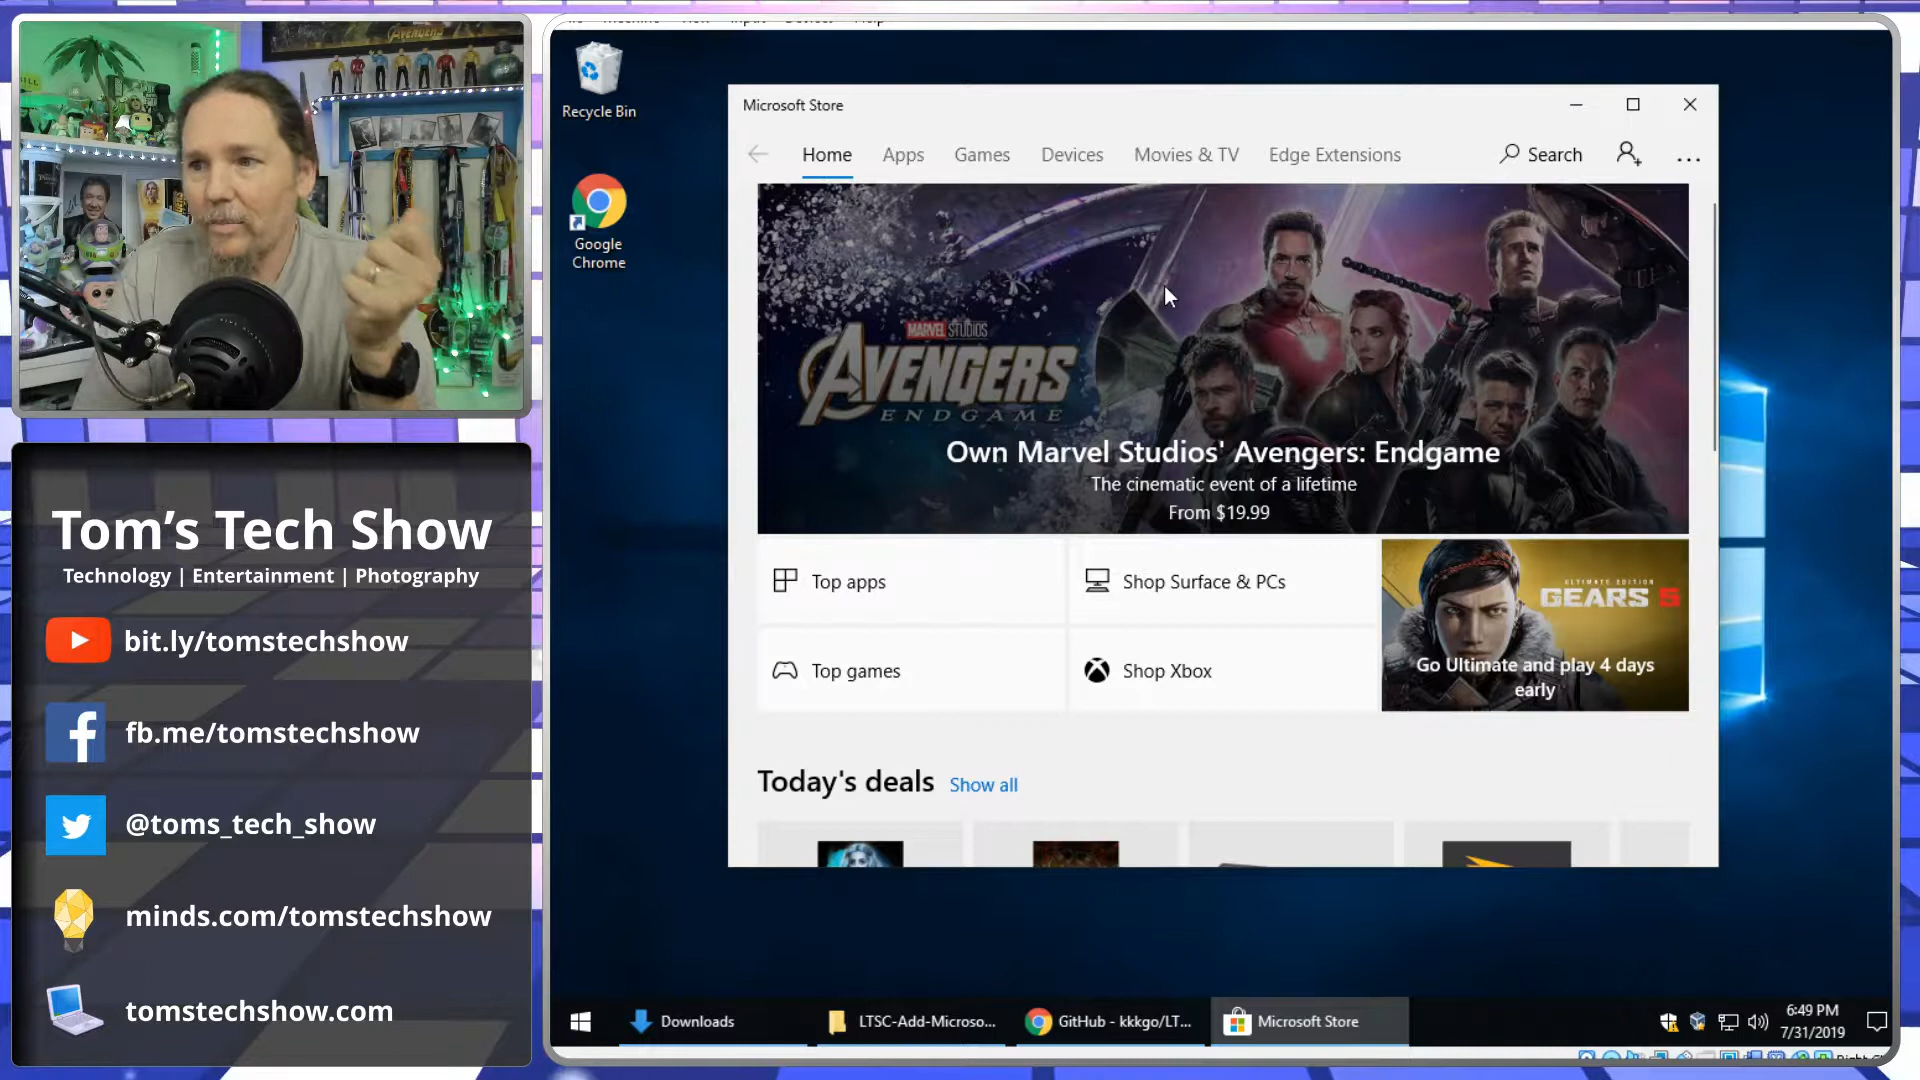 Tom's Tech Show
Technology | Entertainment | Photography
bit.ly/tomstechshow
fb.me/tomstechshow
@toms_tech_show
minds.com/tomstechshow
tomstechshow.com
Recycle Bin
Google
Chrome
Microsoft Store
Home Apps Games Devices Movies & TV Edge Extensions Search
MARVEL STUDIOS
AVENGERS
ENDGAME
Own Marvel Studios' Avengers: Endgame
The cinematic event of a lifetime
From $19.99
Top apps
Shop Surface & PCs
Top games
Shop Xbox
ULTIMATE EDITION
GEARS 5
Go Ultimate and play 4 days
early
Today's deals Show all
Downloads
LTSC-Add-Microso...
GitHub - kkkgo/LT...
Microsoft Store
6:49 PM
7/31/2019